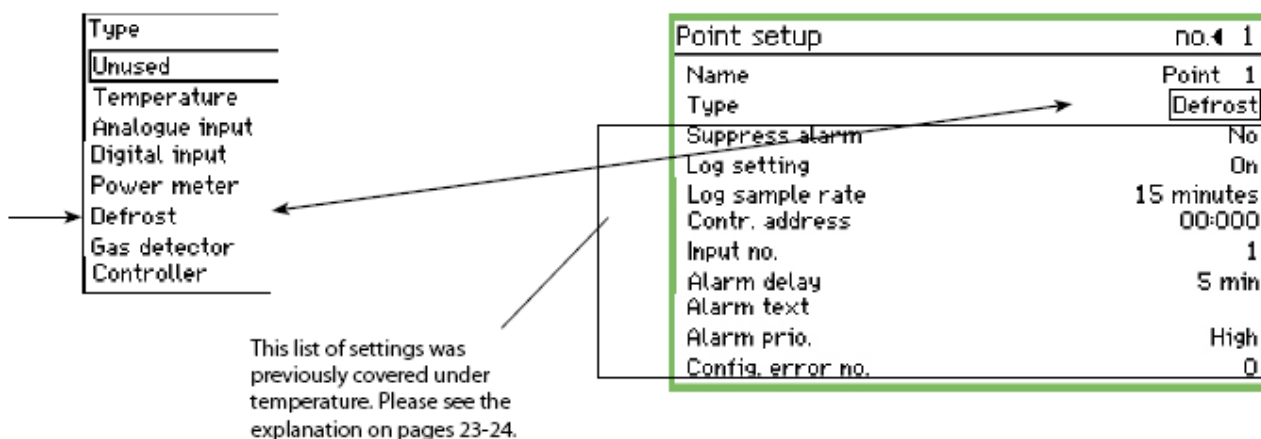 Type
Unused
Temperature
Analogue input
Digital input
Power meter
Defrost
Gas detector
Controller
This list of settings was
previously covered under
temperature. Please see the
explanation on pages 23-24.
Point setup no. 1
Name Point 1
Type Defrost
Suppress alarm No
Log setting On
Log sample rate 15 minutes
Contr. address 00:000
Input no. 1
Alarm delay 5 min
Alarm text
Alarm prio. High
Config. error no. 0